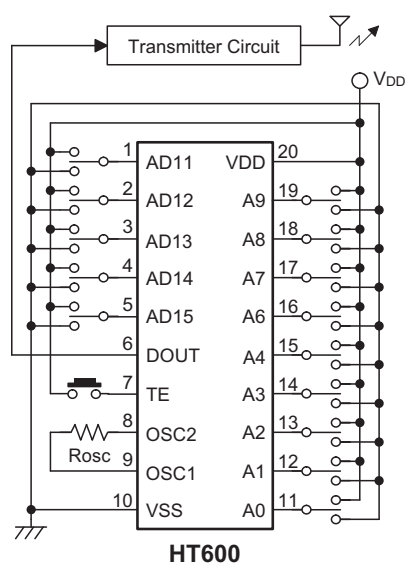 Transmitter Circuit
VDD
1 AD11 VDD 20
2 AD12 A9 19
3 AD13 A8 18
4 AD14 A7 17
5 AD15 A6 16
6 DOUT A4 15
7 TE A3 14
8 OSC2 A2 13
Rosc
9 OSC1 A1 12
10 VSS A0 11
HT600